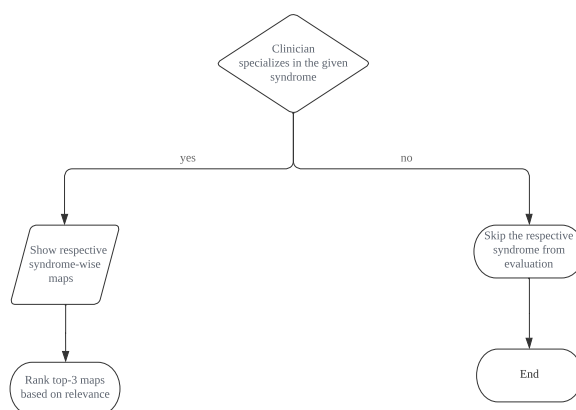 Clinician
specializes in the given
syndrome
yes
no
Show respective
syndrome-wise
maps
Skip the respective
syndrome from
evaluation
Rank top-3 maps
based on relevance
End